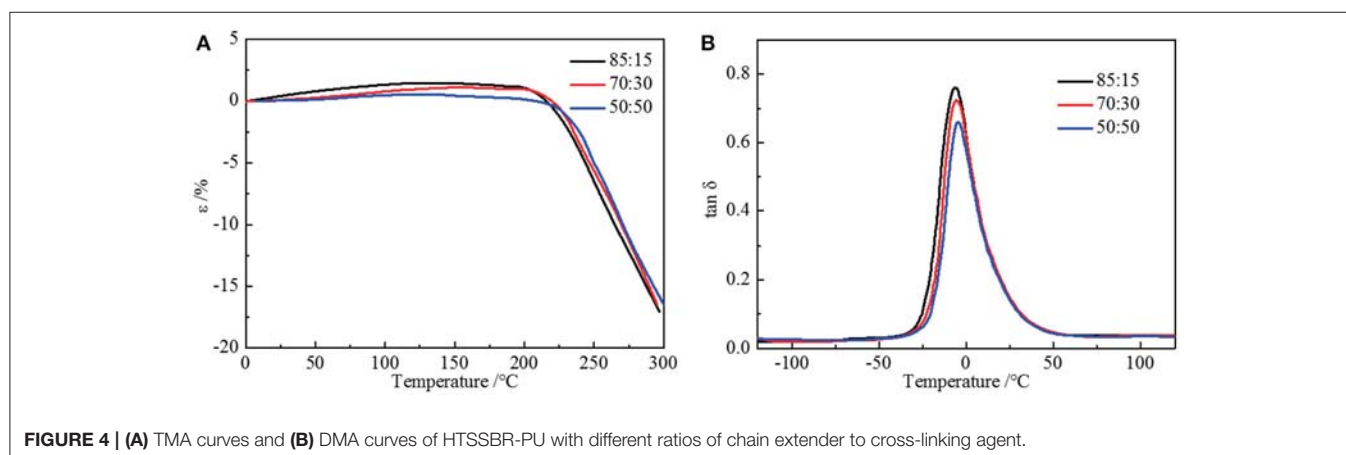 A
5
0
-5
-10
-15
-20
ε /%
0 50 100 150 200 250 300
Temperature /°C
85:15
70:30
50:50
B
0.8
0.6
0.4
0.2
0.0
tan δ
-100 -50 0 50 100
Temperature /°C
85:15
70:30
50:50
FIGURE 4 | (A) TMA curves and (B) DMA curves of HTSSBR-PU with different ratios of chain extender to cross-linking agent.